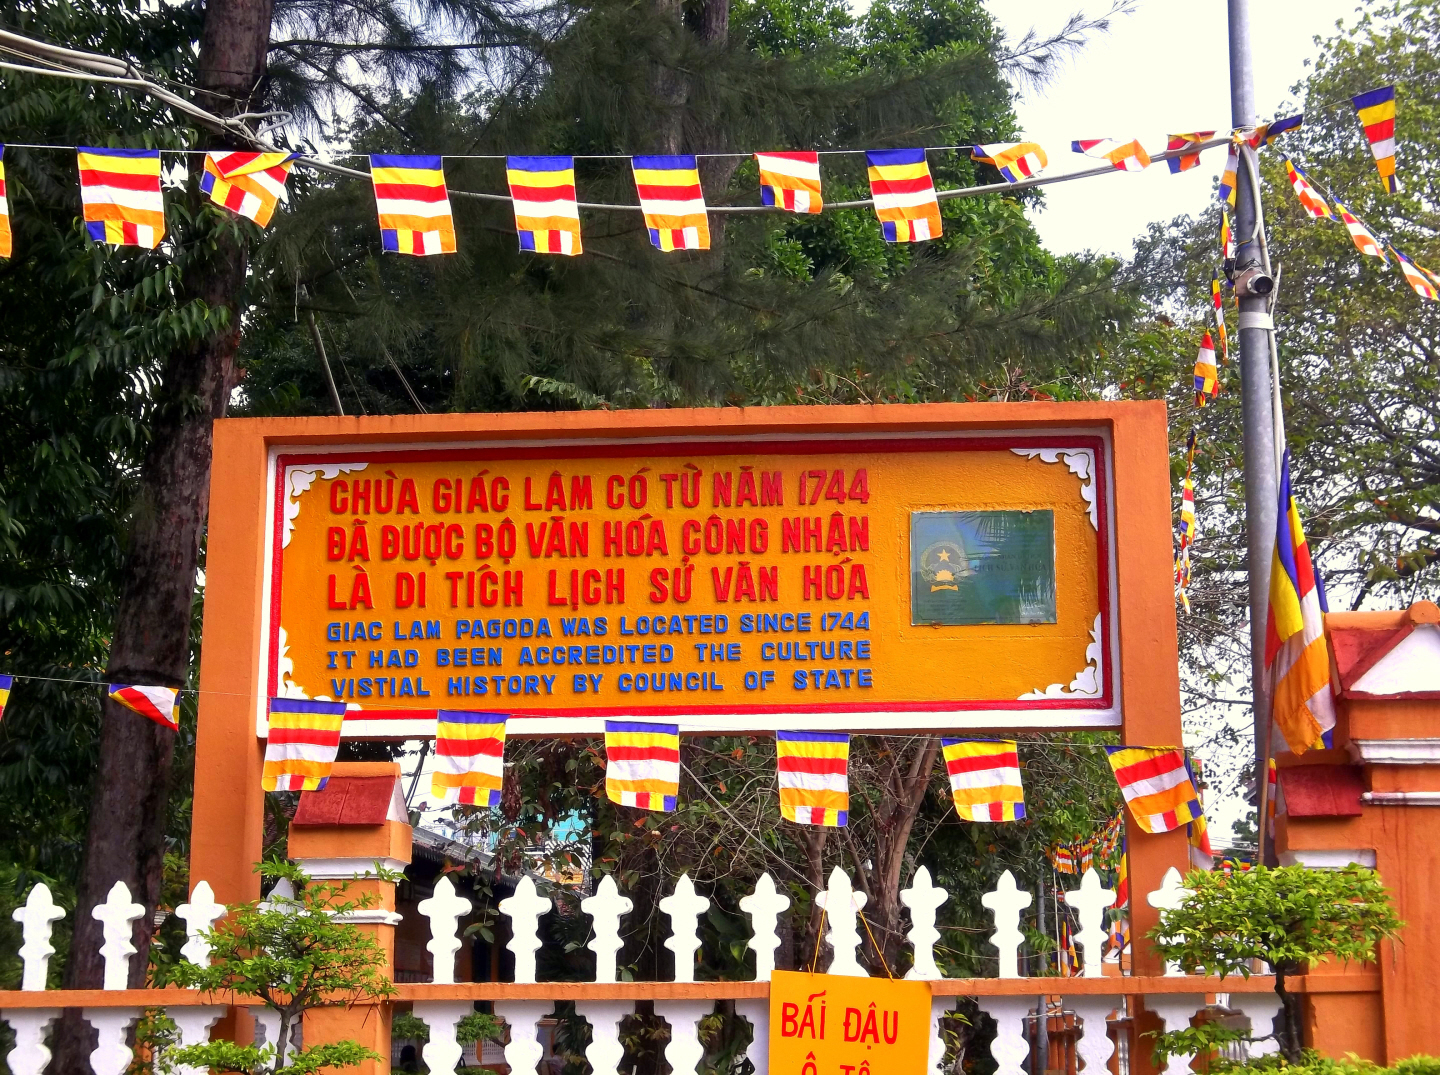 CHÙA GIÁC LÂM CÓ TỪ NĂM 1744
ĐÃ ĐƯỢC BỘ VĂN HÓA CÔNG NHẬN
LÀ DI TÍCH LỊCH SỬ VĂN HÓA
GIAC LAM PAGODA WAS LOCATED SINCE 1744
IT HAD BEEN ACCREDITED THE CULTURE
VISTIAL HISTORY BY COUNCIL OF STATE
BÃI ĐẬU
Ô TÔ